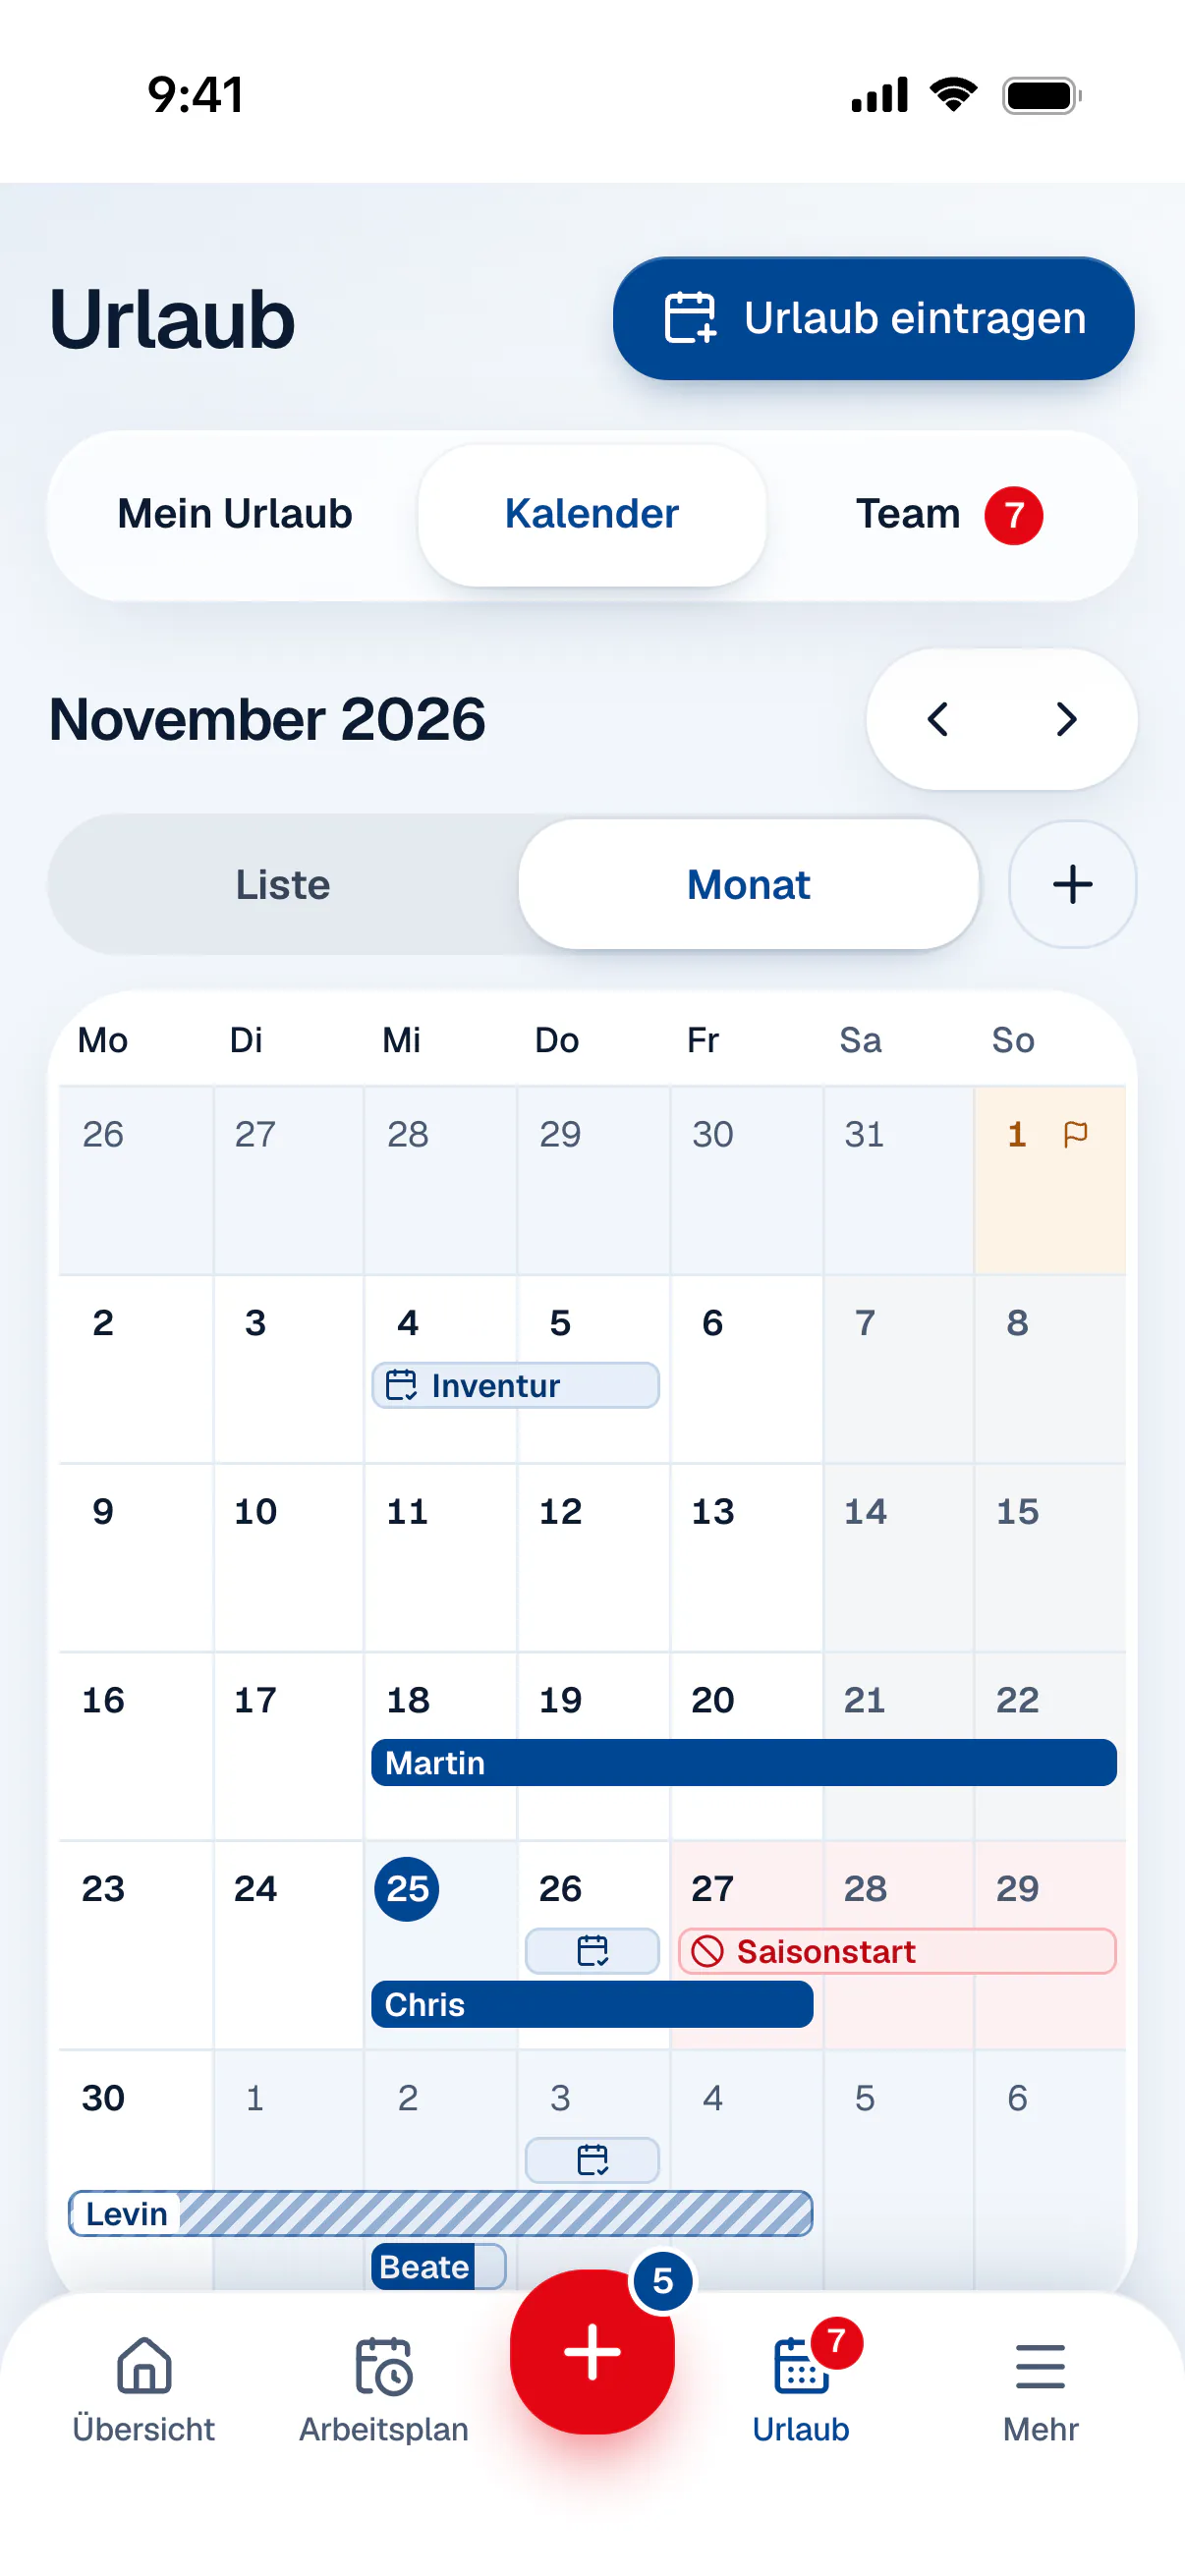 9:41
Urlaub
Urlaub eintragen
Mein Urlaub
Kalender
Team 7
November 2026
Liste
Monat
Mo Di Mi Do Fr Sa So
26 27 28 29 30 31 1
2 3 4 5 6 7 8
Inventur
9 10 11 12 13 14 15
16 17 18 19 20 21 22
Martin
23 24 25 26 27 28 29
Saisonstart
Chris
30 1 2 3 4 5 6
Levin
Beate
5
7
Übersicht
Arbeitsplan
Urlaub
Mehr